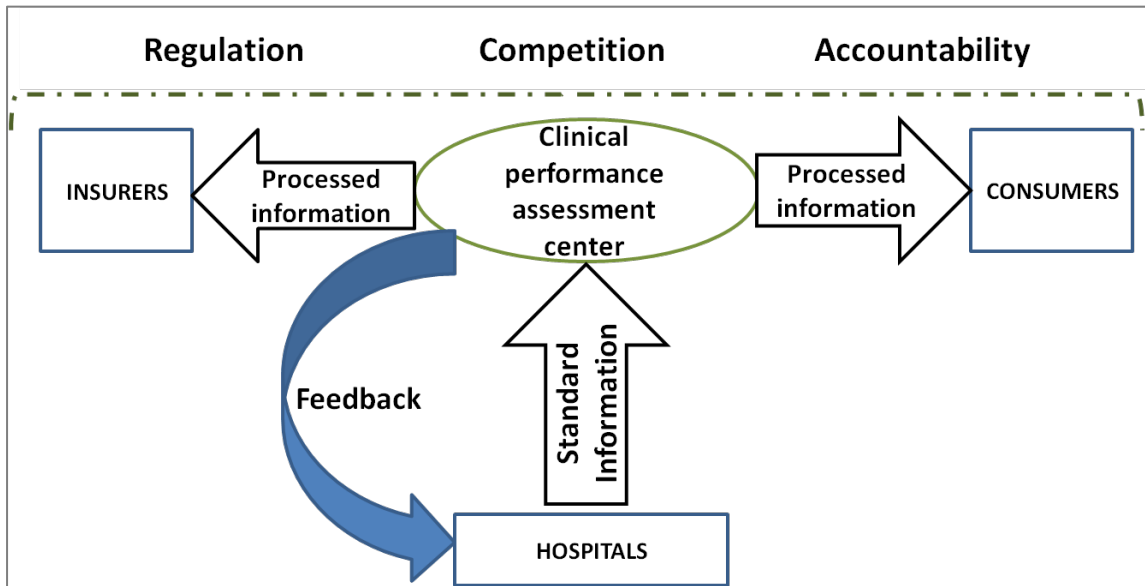 Regulation
Competition
Accountability
INSURERS
Processed
information
Clinical
performance
assessment
center
Processed
information
CONSUMERS
Feedback
Standard
Information
HOSPITALS